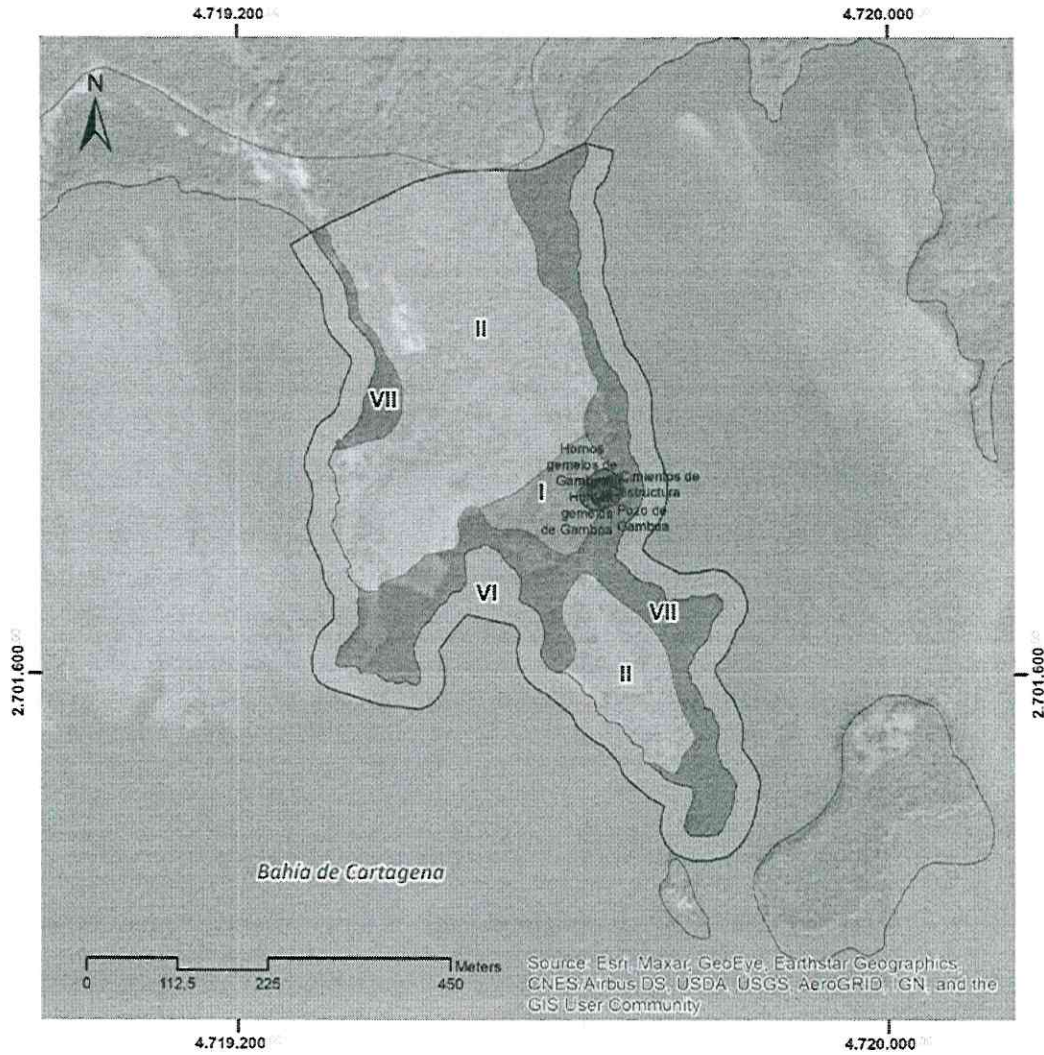 4.719.200
4.720.000
N
II
VII
Hornos
gemelos de
Gamboa
Cimientos de
estructura
I
gemelos
de Gamboa
Pozo de
Gamboa
VI
VII
II
2.701.600
2.701.600
Bahía de Cartagena
Meters
0
112.5
225
450
Source: Esri, Maxar, GeoEye, Earthstar Geographics,
CNES/Airbus DS, USDA, USGS, AeroGRID, IGN, and the
GIS User Community
4.719.200
4.720.000